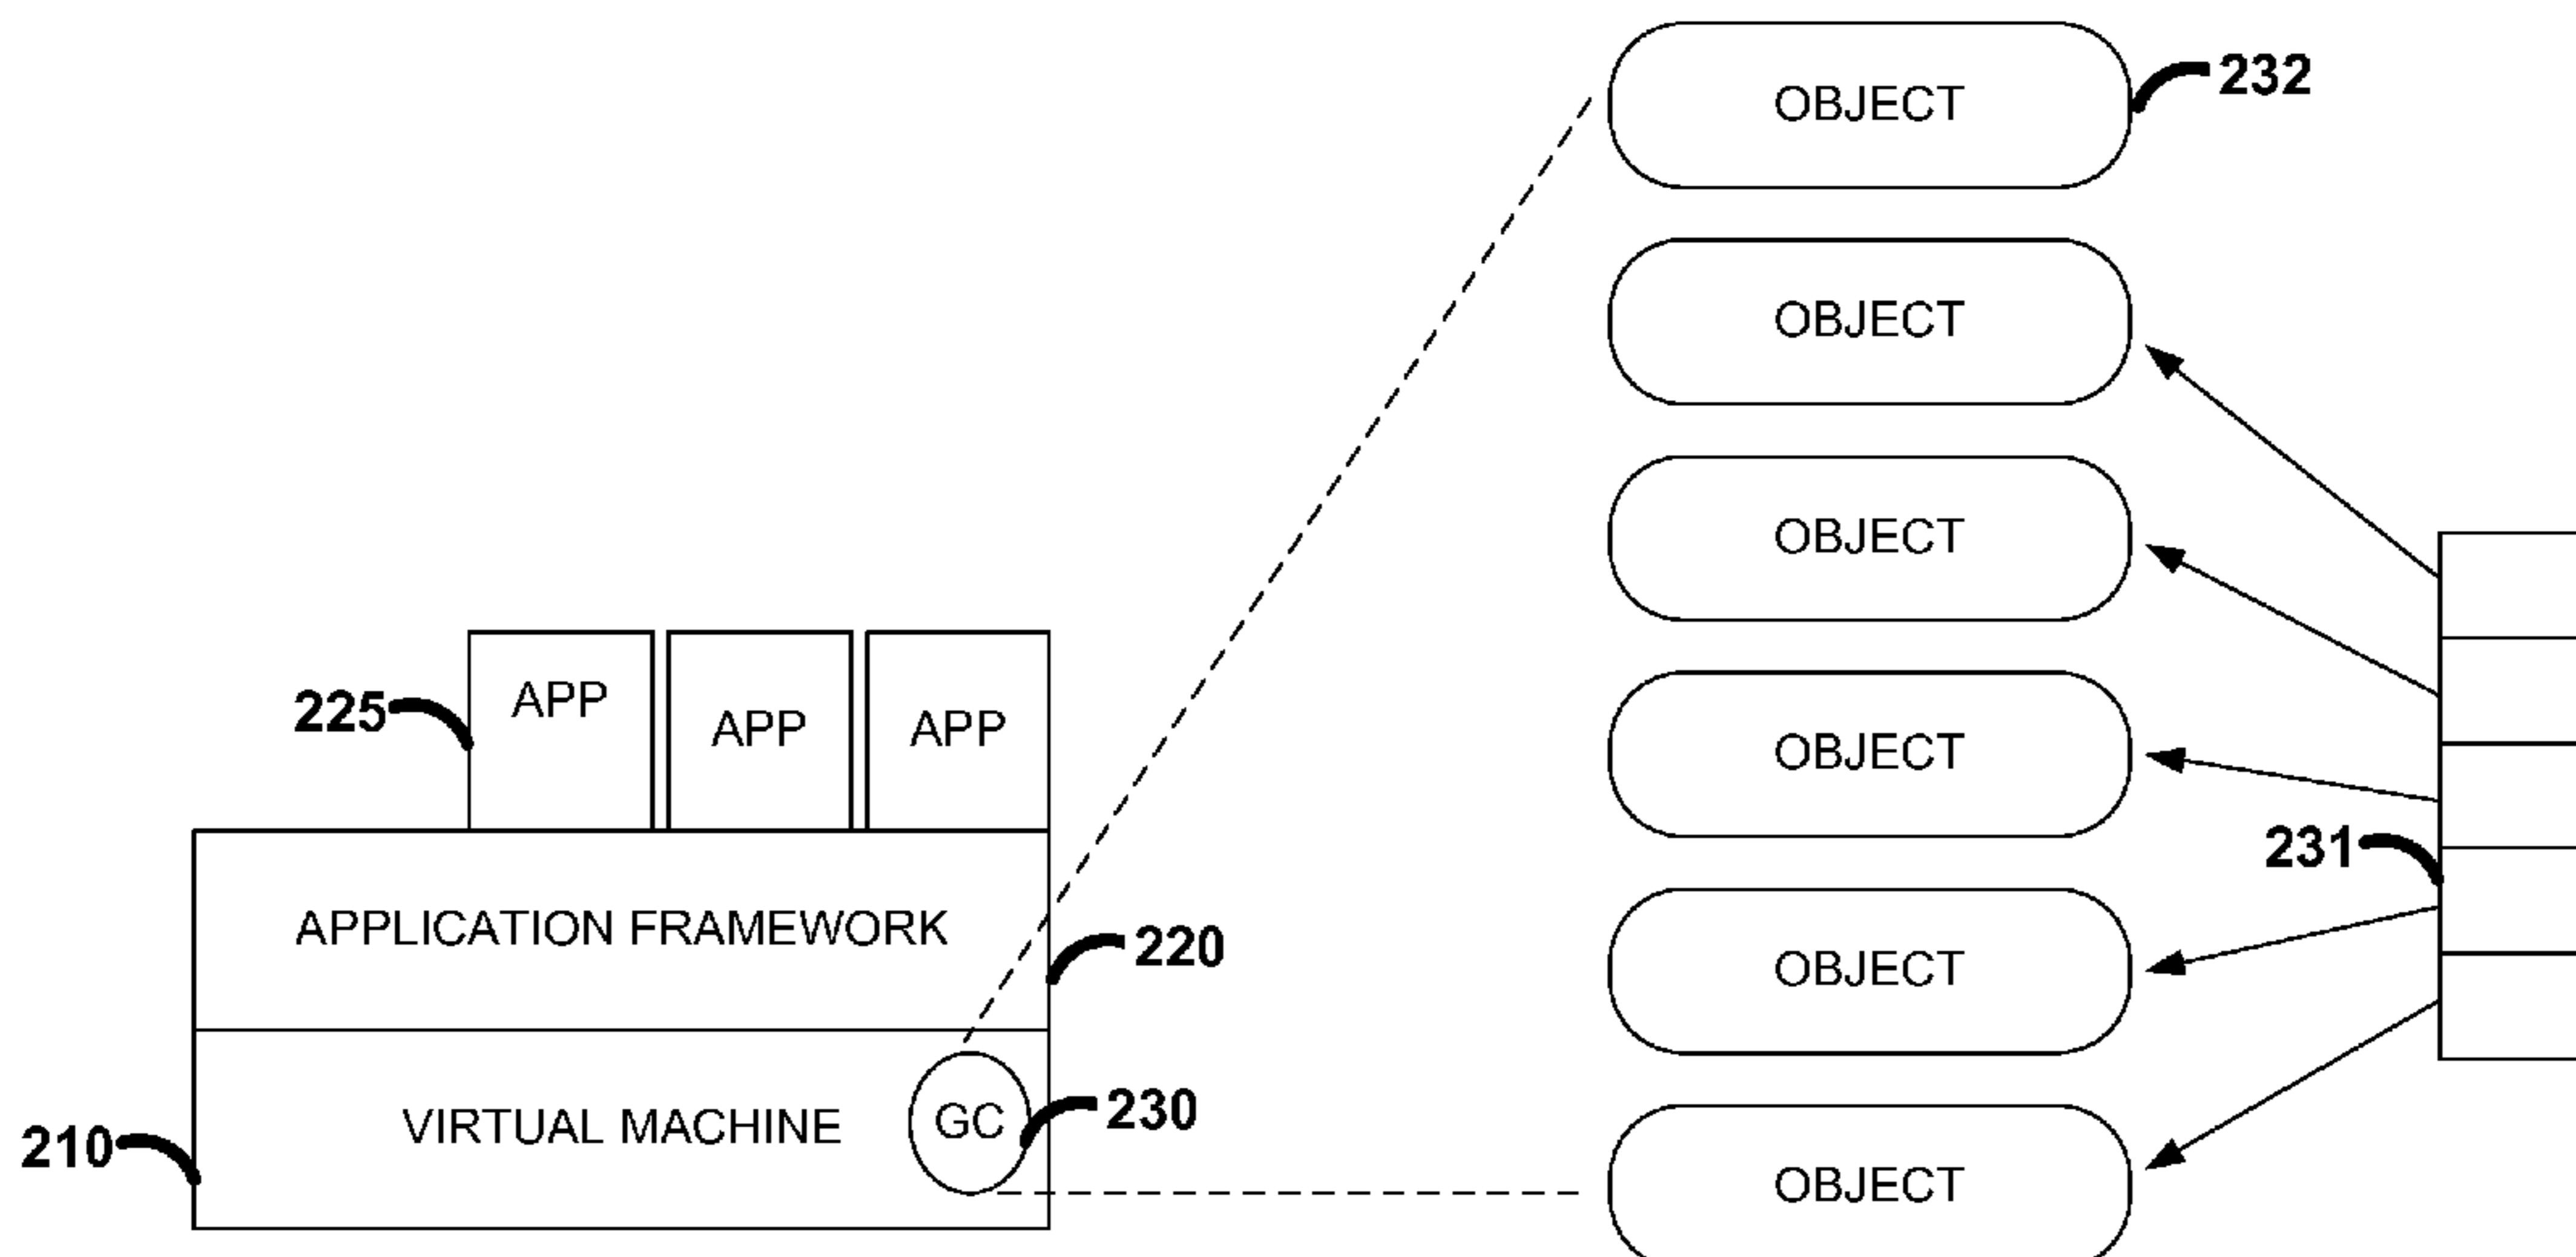 OBJECT
232
OBJECT
OBJECT
225
APP
APP
APP
OBJECT
231
APPLICATION FRAMEWORK
220
OBJECT
210
VIRTUAL MACHINE
GC
230
OBJECT